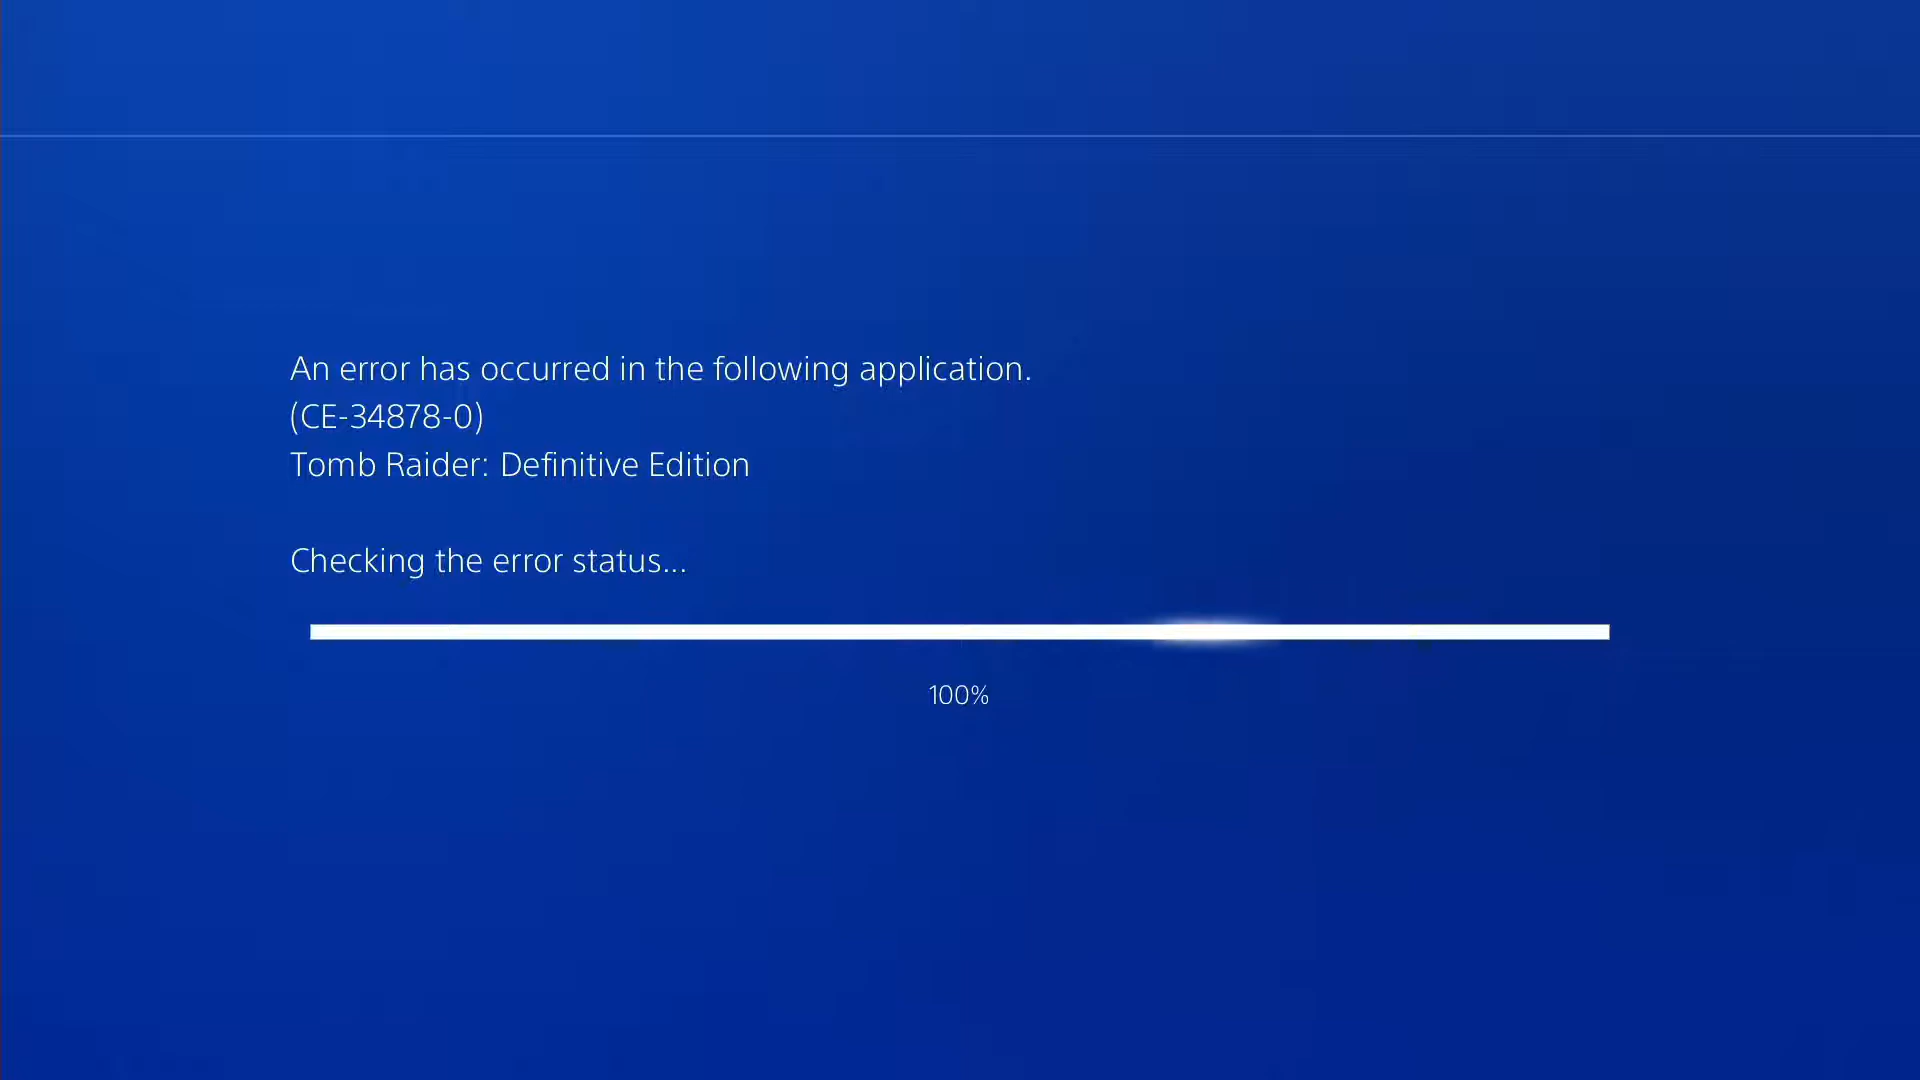 An error has occurred in the following application.
(CE-34878-0)
Tomb Raider: Definitive Edition
Checking the error status...
100%